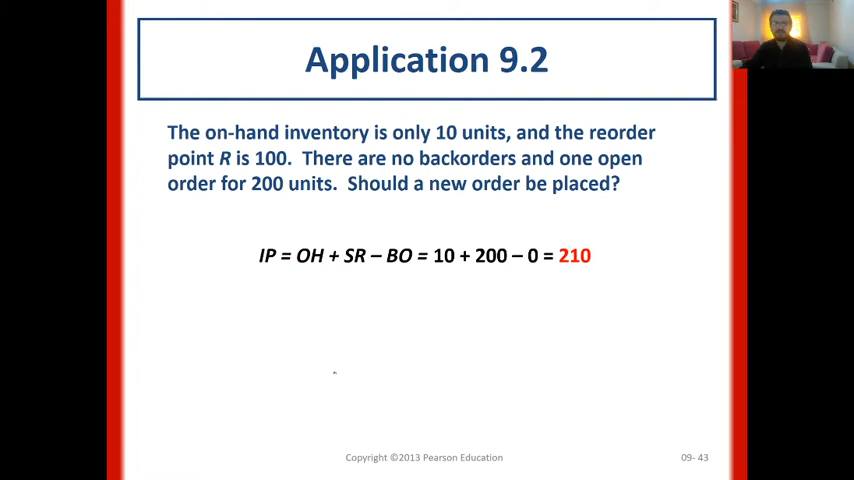 Application 9.2
The on-hand inventory is only 10 units, and the reorder
point R is 100. There are no backorders and one open
order for 200 units. Should a new order be placed?
IP = OH + SR – BO = 10 + 200 – 0 = 210
Copyright ©2013 Pearson Education
09- 43